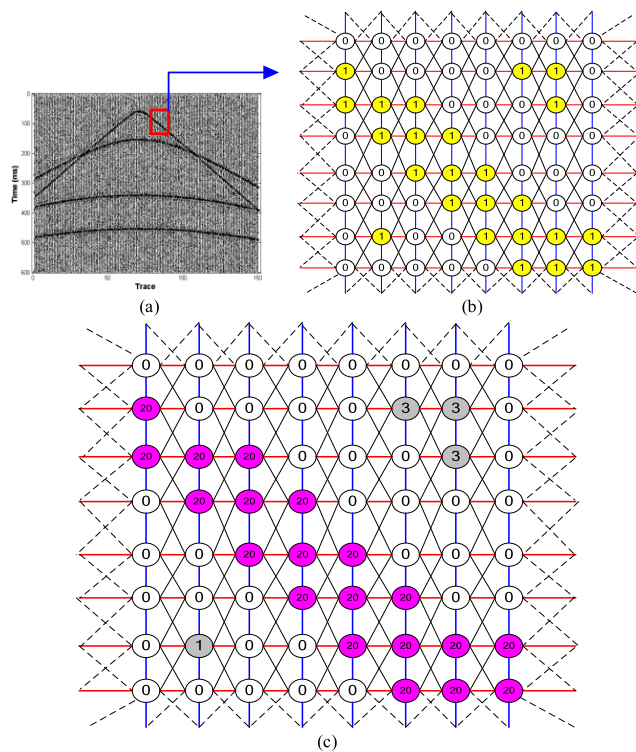 0
100
200
300
400
500
600
Time (ms)
0 50 100 150
Trace
(a)
0 0 0 0 0 0 0 0
1 0 0 0 0 1 1 0
1 1 1 0 0 0 1 0
0 1 1 1 0 0 0 0
0 0 1 1 1 0 0 0
0 0 0 1 1 1 0 0
0 1 0 0 1 1 1 1
0 0 0 0 0 1 1 1
(b)
0 0 0 0 0 0 0 0
20 0 0 0 0 3 3 0
20 20 20 0 0 0 3 0
0 20 20 20 0 0 0 0
0 0 20 20 20 0 0 0
0 0 0 20 20 20 0 0
0 1 0 0 20 20 20 20
0 0 0 0 0 20 20 20
(c)